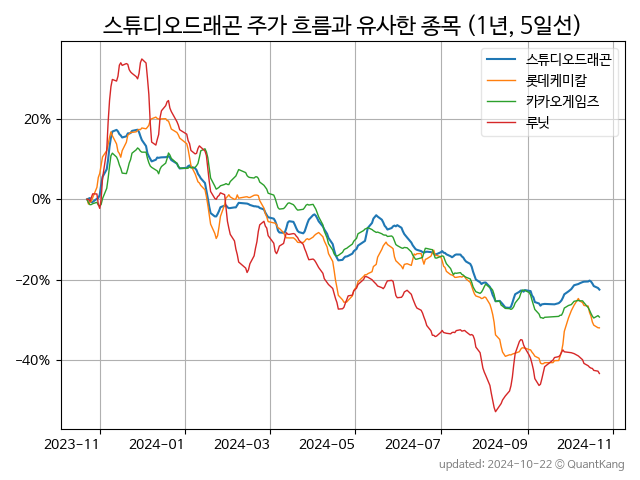 스튜디오드래곤 주가 흐름과 유사한 종목 (1년, 5일선)
스튜디오드래곤
롯데케미칼
카카오게임즈
루닛
20%
0%
−20%
−40%
2023−11
2024−01
2024−03
2024−05
2024−07
2024−09
2024−11
updated: 2024-10-22 © QuantKang